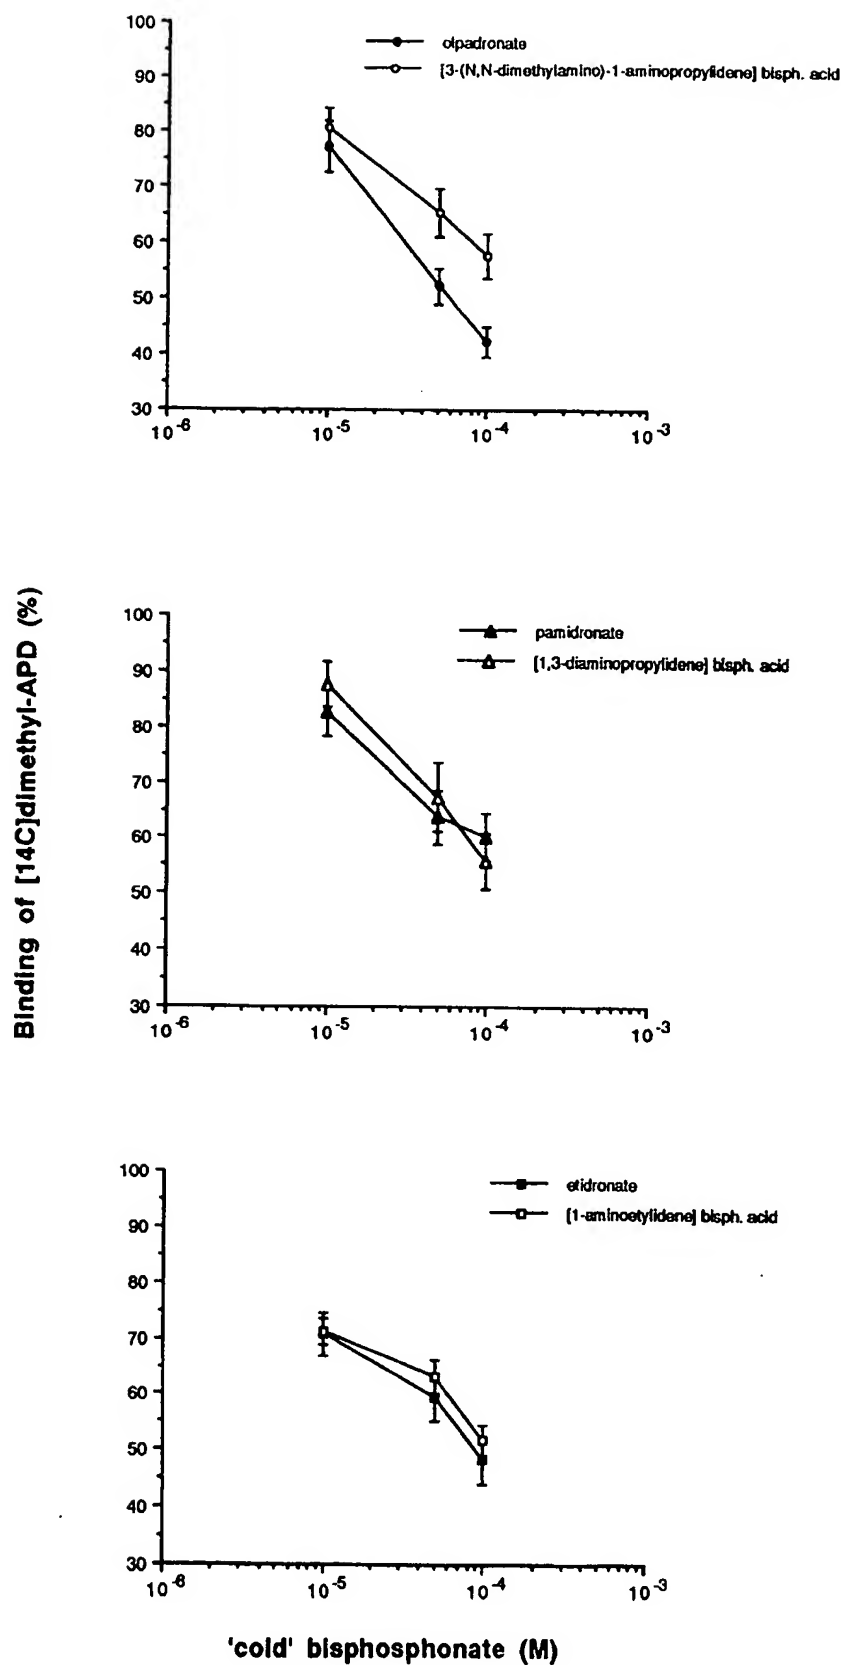 100
90
80
70
60
50
40
30
olpadronate
[3-(N,N-dimethylamino)-1-aminopropylidene] bisph. acid
10-6 10-5 10-4 10-3
Binding of [14C]dimethyl-APD (%)
100
90
80
70
60
50
40
30
pamidronate
[1,3-diaminopropylidene] bisph. acid
10-6 10-5 10-4 10-3
100
90
80
70
60
50
40
30
etidronate
[1-aminoetylidene] bisph. acid
10-6 10-5 10-4 10-3
'cold' bisphosphonate (M)